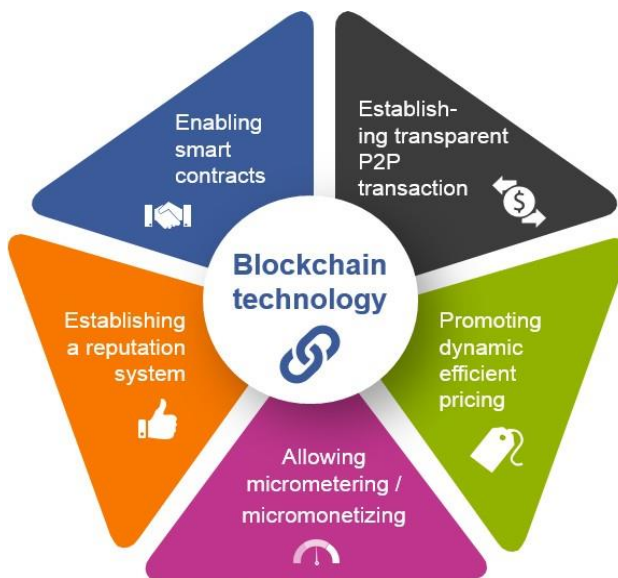 Enabling
smart
contracts
Establish-
ing transparent
P2P
transaction
$
Blockchain
technology
Establishing
a reputation
system
Promoting
dynamic
efficient
pricing
Allowing
micrometering /
micromonetizing